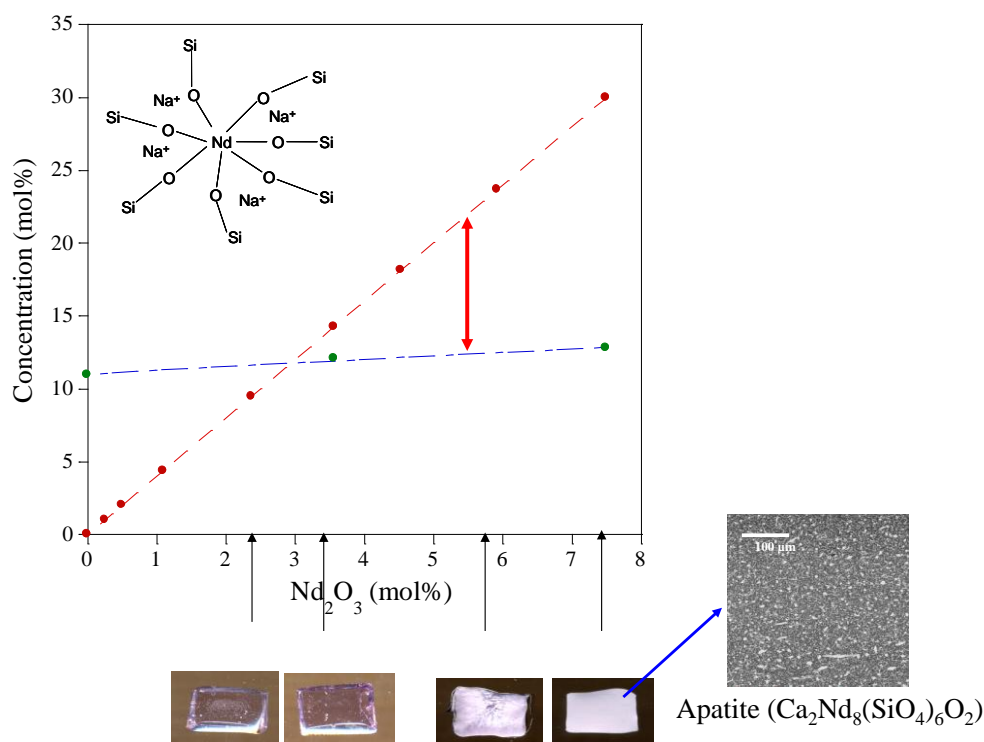 35
30
25
20
15
10
5
0
Concentration (mol%)
0 1 2 3 4 5 6 7 8
Nd₂O₃ (mol%)
Si
Si
Na⁺ O O
Si Na⁺
O
Na⁺ Nd O Si
O O
O
Si Na⁺ Si
Si
100 µm
Apatite (Ca₂Nd₈(SiO₄)₆O₂)